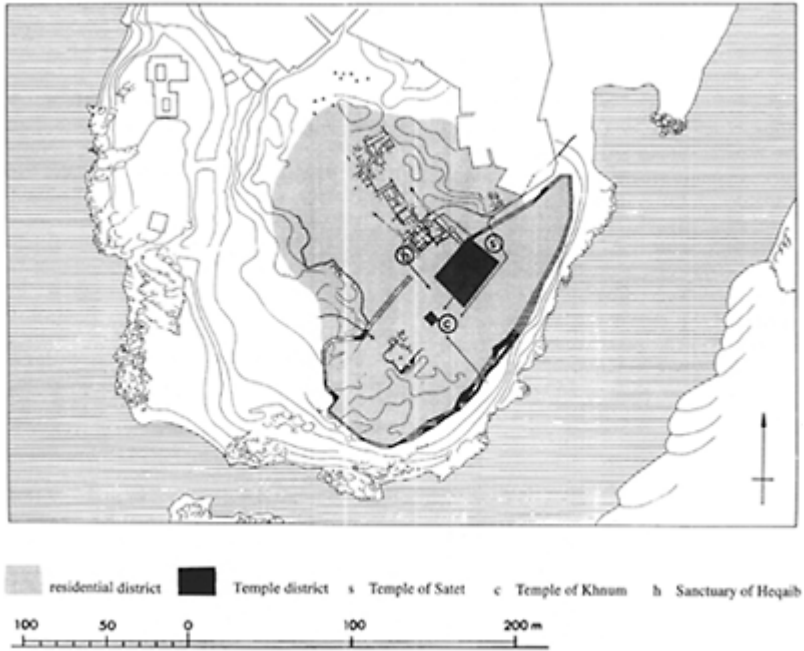 h
s
c
residential district Temple district s Temple of Satet c Temple of Khnum h Sanctuary of Heqaib
100 50 0 100 200 m